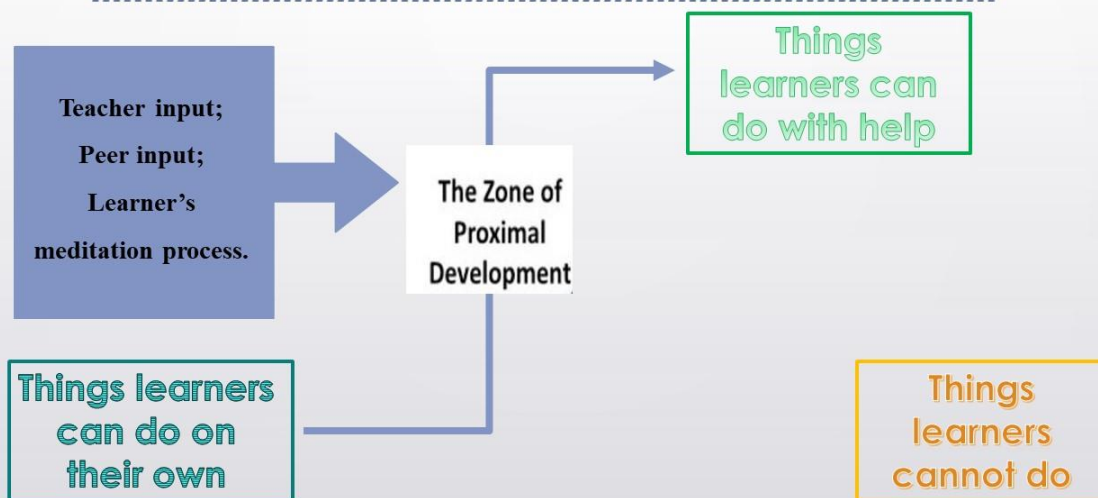 Teacher input;
Peer input;
Learner's
meditation process.
The Zone of
Proximal
Development
Things
learners can
do with help
Things learners
can do on
their own
Things
learners
cannot do